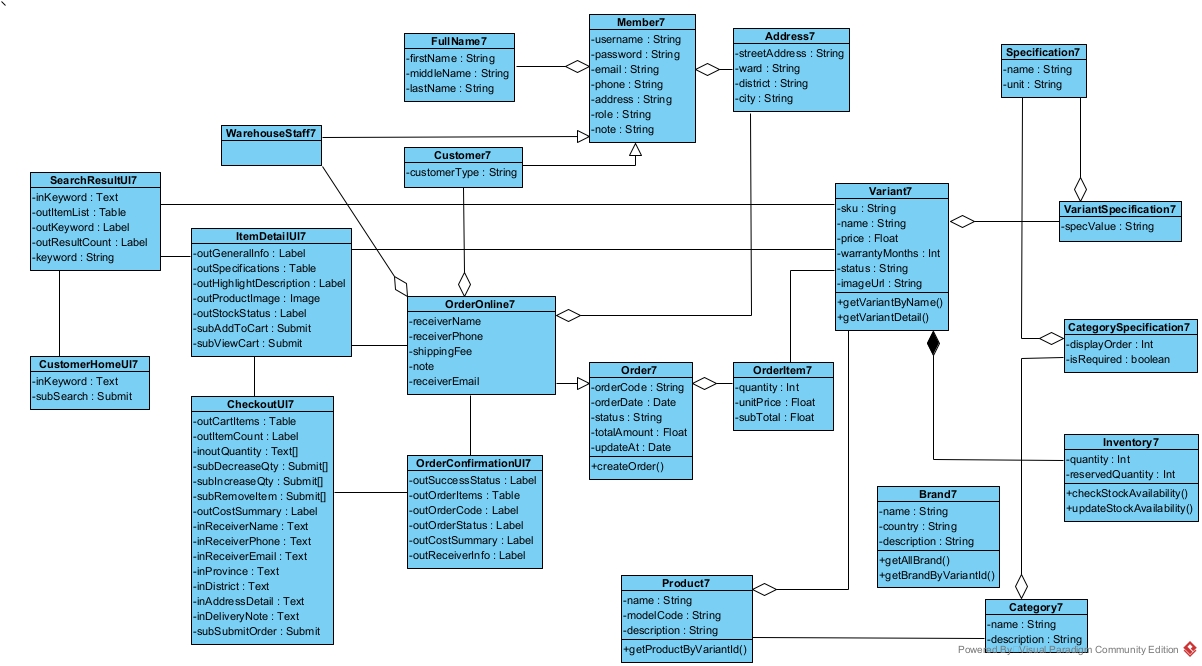 Member7
-username : String
-password : String
-email : String
-phone : String
-address : String
-role : String
-note : String
FullName7
-firstName : String
-middleName : String
-lastName : String
Address7
-streetAddress : String
-ward : String
-district : String
-city : String
Specification7
-name : String
-unit : String
WarehouseStaff7
Customer7
-customerType : String
SearchResultUI7
-inKeyword : Text
-outItemList : Table
-outKeyword : Label
-outResultCount : Label
-keyword : String
ItemDetailUI7
-outGeneralInfo : Label
-outSpecifications : Table
-outHighlightDescription : Label
-outProductImage : Image
-outStockStatus : Label
-subAddToCart : Submit
-subViewCart : Submit
Variant7
-sku : String
-name : String
-price : Float
-warrantyMonths : Int
-status : String
-imageUrl : String
+getVariantByName()
+getVariantDetail()
VariantSpecification7
-specValue : String
OrderOnline7
-receiverName
-receiverPhone
-shippingFee
-note
-receiverEmail
CategorySpecification7
-displayOrder : Int
-isRequired : boolean
CustomerHomeUI7
-inKeyword : Text
-subSearch : Submit
Order7
-orderCode : String
-orderDate : Date
-status : String
-totalAmount : Float
-updateAt : Date
+createOrder()
OrderItem7
-quantity : Int
-unitPrice : Float
-subTotal : Float
CheckoutUI7
-outCartItems : Table
-outItemCount : Label
-inoutQuantity : Text[]
-subDecreaseQty : Submit[]
-subIncreaseQty : Submit[]
-subRemoveItem : Submit[]
-outCostSummary : Label
-inReceiverName : Text
-inReceiverPhone : Text
-inReceiverEmail : Text
-inProvince : Text
-inDistrict : Text
-inAddressDetail : Text
-inDeliveryNote : Text
-subSubmitOrder : Submit
OrderConfirmationUI7
-outSuccessStatus : Label
-outOrderItems : Table
-outOrderCode : Label
-outOrderStatus : Label
-outCostSummary : Label
-outReceiverInfo : Label
Inventory7
-quantity : Int
-reservedQuantity : Int
+checkStockAvailability()
+updateStockAvailability()
Brand7
-name : String
-country : String
-description : String
+getAllBrand()
+getBrandByVariantId()
Product7
-name : String
-modelCode : String
-description : String
+getProductByVariantId()
Category7
-name : String
-description : String
Powered By Visual Paradigm Community Edition